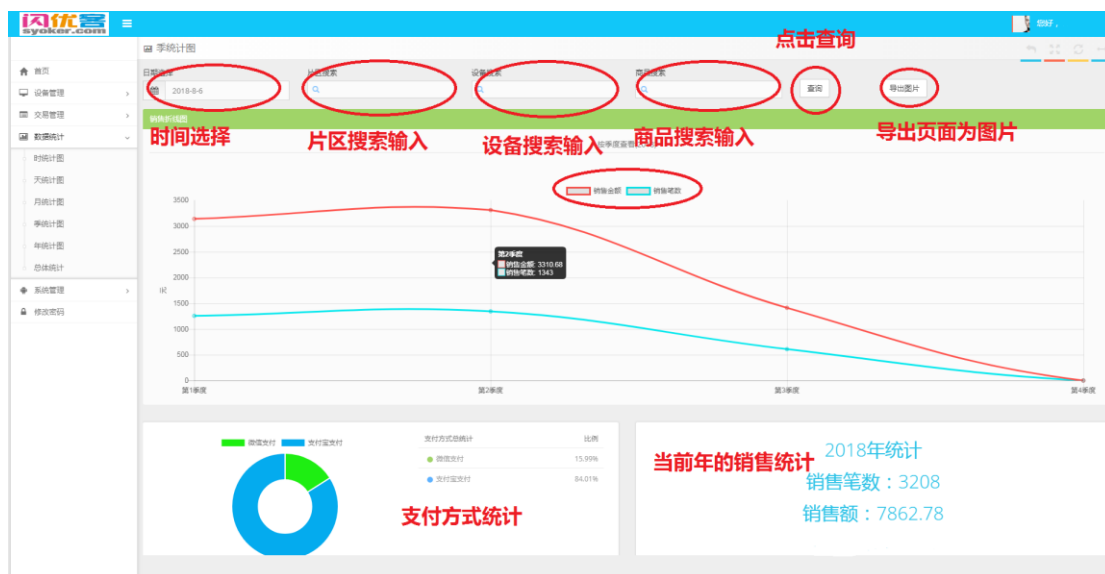 闪优客
syoker.com
您好，
季统计图
点击查询
首页
设备管理
交易管理
数据统计
时统计图
天统计图
月统计图
季统计图
年统计图
总体统计
系统管理
修改密码
日期选择
片区搜索
设备搜索
商品搜索
2018-8-6
查询
导出图片
销售折线图
时间选择
片区搜索输入
设备搜索输入
商品搜索输入
导出页面为图片
按季度查看
销售金额 销售笔数
3500
3000
2500
2000
1500
1000
500
0
元
第2季度
销售金额: 3310.68
销售笔数: 1343
第1季度 第2季度 第3季度 第4季度
微信支付 支付宝支付
支付方式总统计 比例
微信支付 15.99%
支付宝支付 84.01%
支付方式统计
当前年的销售统计
2018年统计
销售笔数：3208
销售额：7862.78